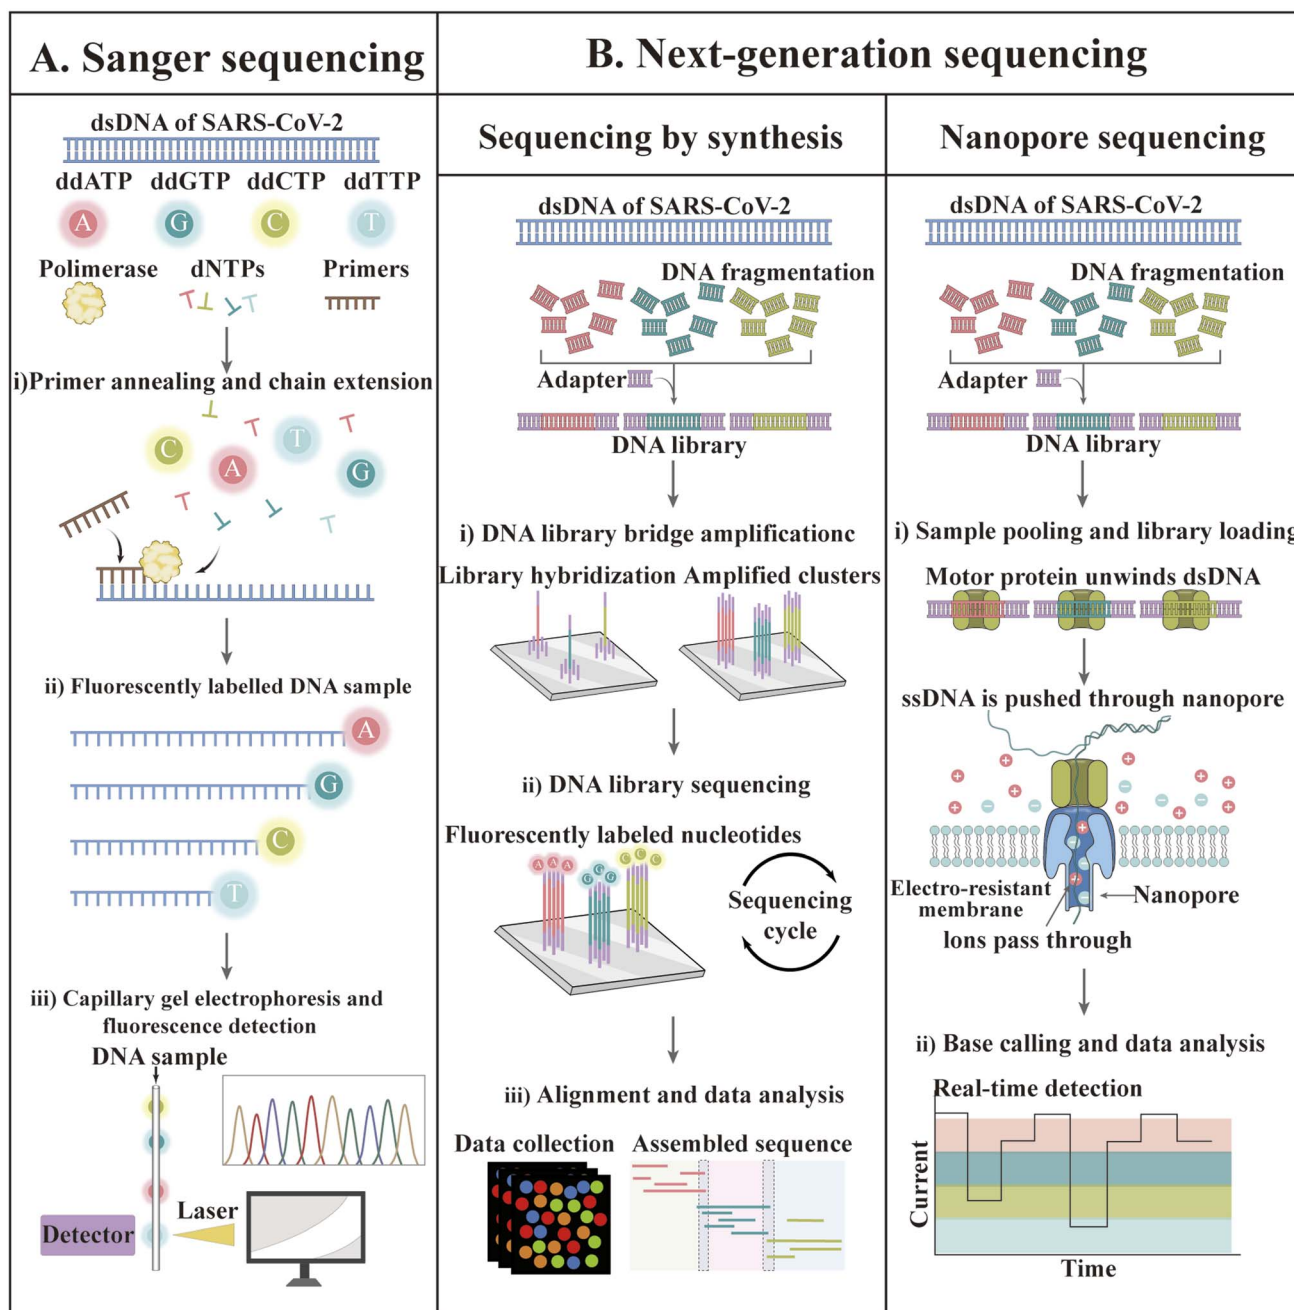 A. Sanger sequencing
dsDNA of SARS-CoV-2
ddATP ddGTP ddCTP ddTTP
A G C T
Polimerase dNTPs Primers
i)Primer annealing and chain extension
C A T G
ii) Fluorescently labelled DNA sample
A
G
C
T
iii) Capillary gel electrophoresis and
fluorescence detection
DNA sample
Laser
Detector
B. Next-generation sequencing
Sequencing by synthesis
dsDNA of SARS-CoV-2
DNA fragmentation
Adapter
DNA library
i) DNA library bridge amplificationc
Library hybridization Amplified clusters
ii) DNA library sequencing
Fluorescently labeled nucleotides
A A A G G G C C C
Sequencing
cycle
iii) Alignment and data analysis
Data collection Assembled sequence
Nanopore sequencing
dsDNA of SARS-CoV-2
DNA fragmentation
Adapter
DNA library
i) Sample pooling and library loading
Motor protein unwinds dsDNA
ssDNA is pushed through nanopore
Electro-resistant
membrane
Nanopore
Ions pass through
ii) Base calling and data analysis
Real-time detection
Current
Time